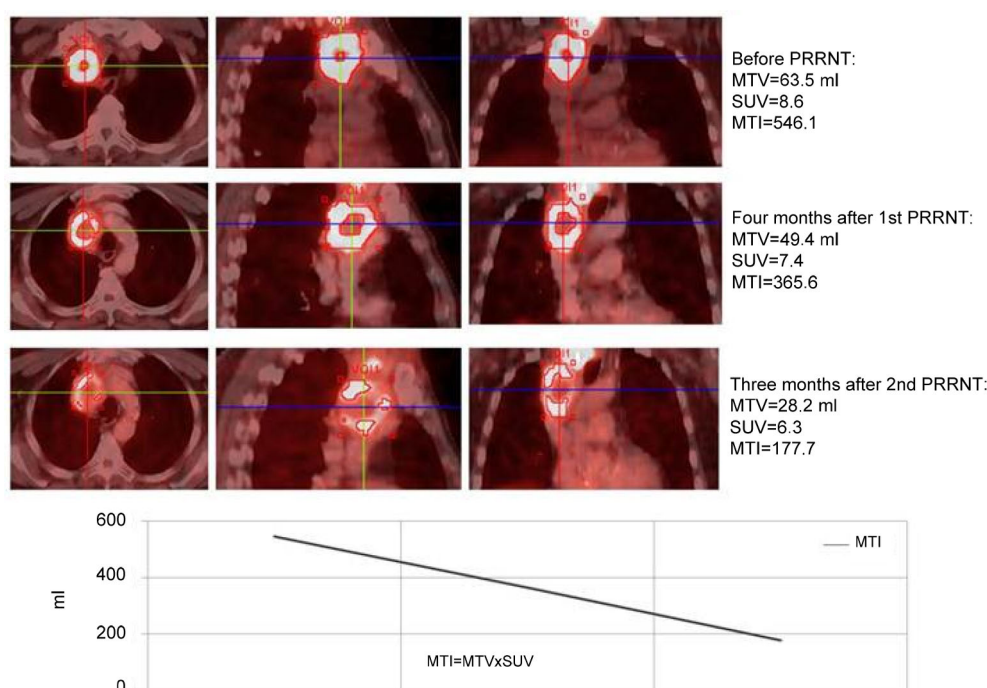 Before PRRNT:
MTV=63.5 ml
SUV=8.6
MTI=546.1
Four months after 1st PRRNT:
MTV=49.4 ml
SUV=7.4
MTI=365.6
VOI1
Three months after 2nd PRRNT:
MTV=28.2 ml
SUV=6.3
MTI=177.7
600
400
200
0
ml
MTI
MTI=MTVxSUV